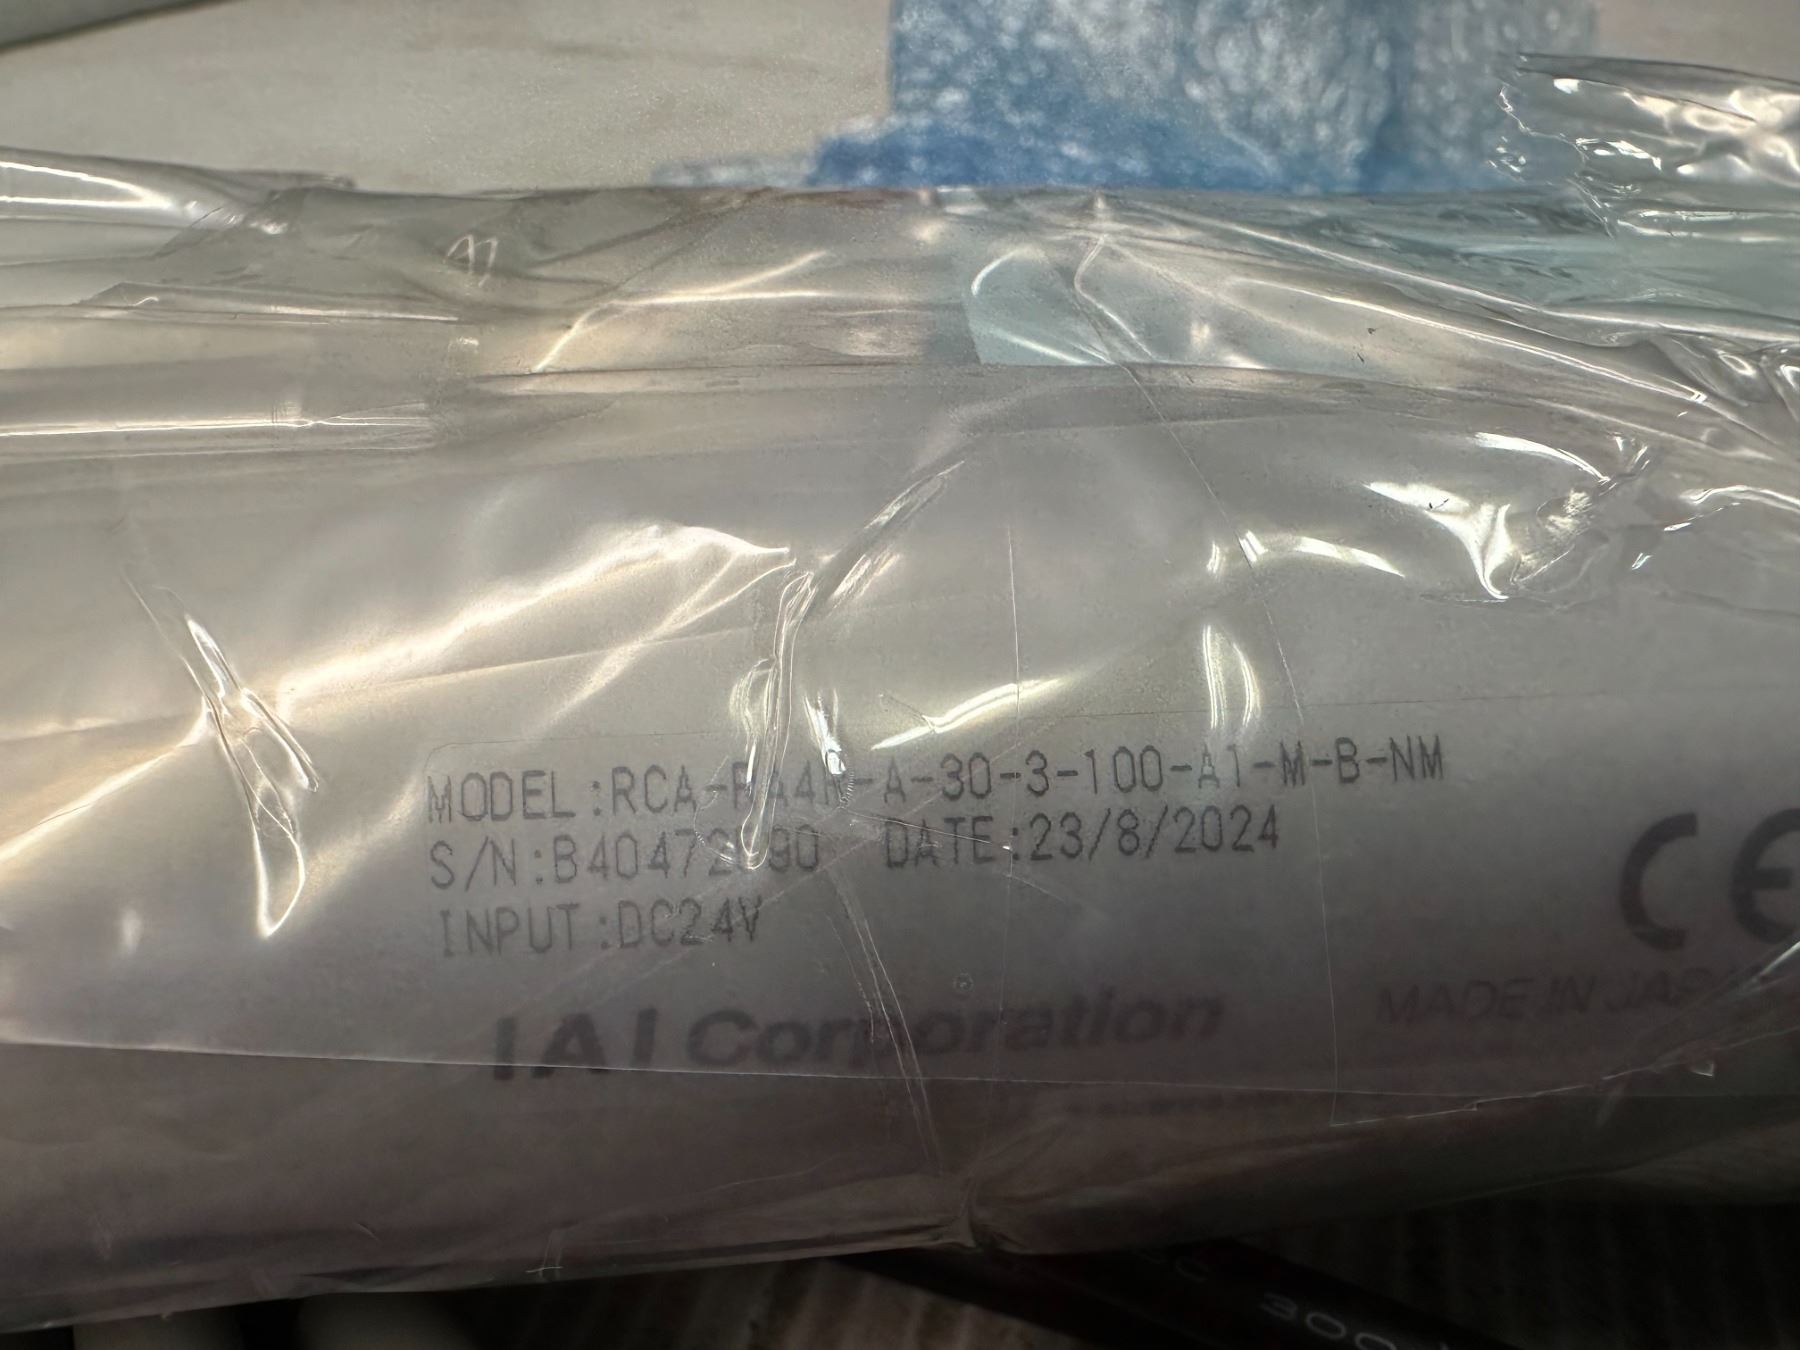 MODEL:RCA-RA4R-A-30-3-100-A1-M-B-NM
DATE:23/8/2024
INPUT:DC24V
IAI Corporation
CE
MADE IN
300